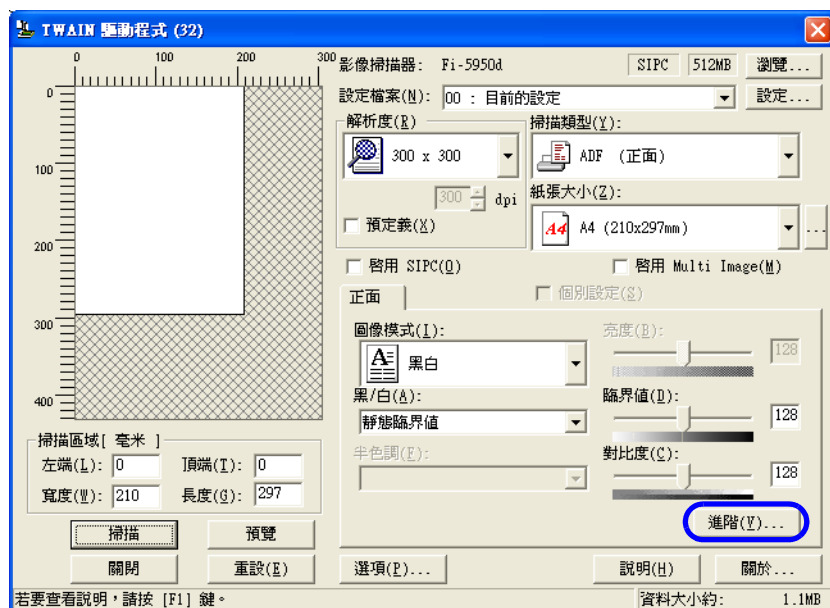 TWAIN 驅動程式 (32)
0 100 200 300
影像掃描器: Fi-5950d SIPC 512MB 瀏覽...
設定檔案(N): 00 : 目前的設定 設定...
0
100
200
300
400
解析度(R)
300 x 300
300 dpi
預定義(X)
掃描類型(Y):
ADF (正面)
紙張大小(Z):
A4 A4 (210x297mm) ...
啓用 SIPC(Q) 啓用 Multi Image(M)
正面 個別設定(S)
圖像模式(I):
A 黑白
黑/白(A):
靜態臨界值
半色調(F):
亮度(B):
128
臨界值(D):
128
對比度(C):
128
進階(V)...
掃描區域[ 毫米 ]
左端(L): 0 頂端(T): 0
寬度(W): 210 長度(G): 297
掃描 預覽
關閉 重設(E) 選項(P)... 說明(H) 關於...
若要查看說明，請按 [F1] 鍵。 資料大小約: 1.1MB